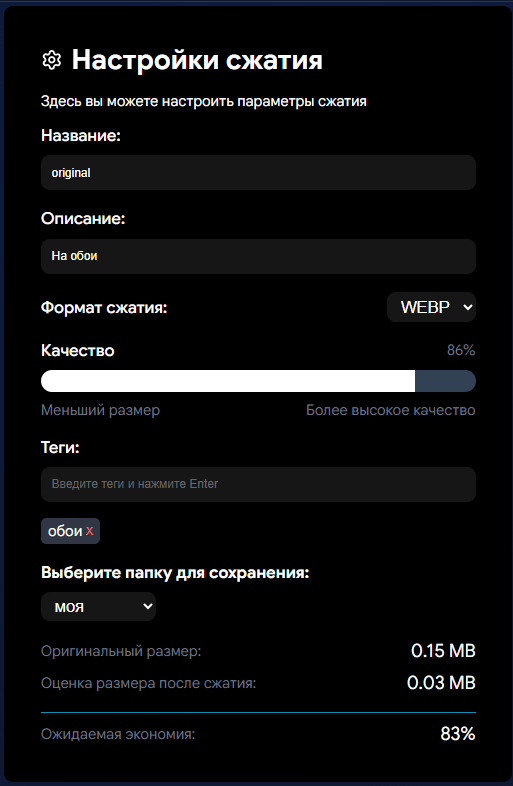 Настройки сжатия
Здесь вы можете настроить параметры сжатия
Название:
original
Описание:
На обои
Формат сжатия: WEBP
Качество 86%
Меньший размер Более высокое качество
Теги:
Введите теги и нажмите Enter
обои x
Выберите папку для сохранения:
моя
Оригинальный размер: 0.15 MB
Оценка размера после сжатия: 0.03 MB
Ожидаемая экономия: 83%